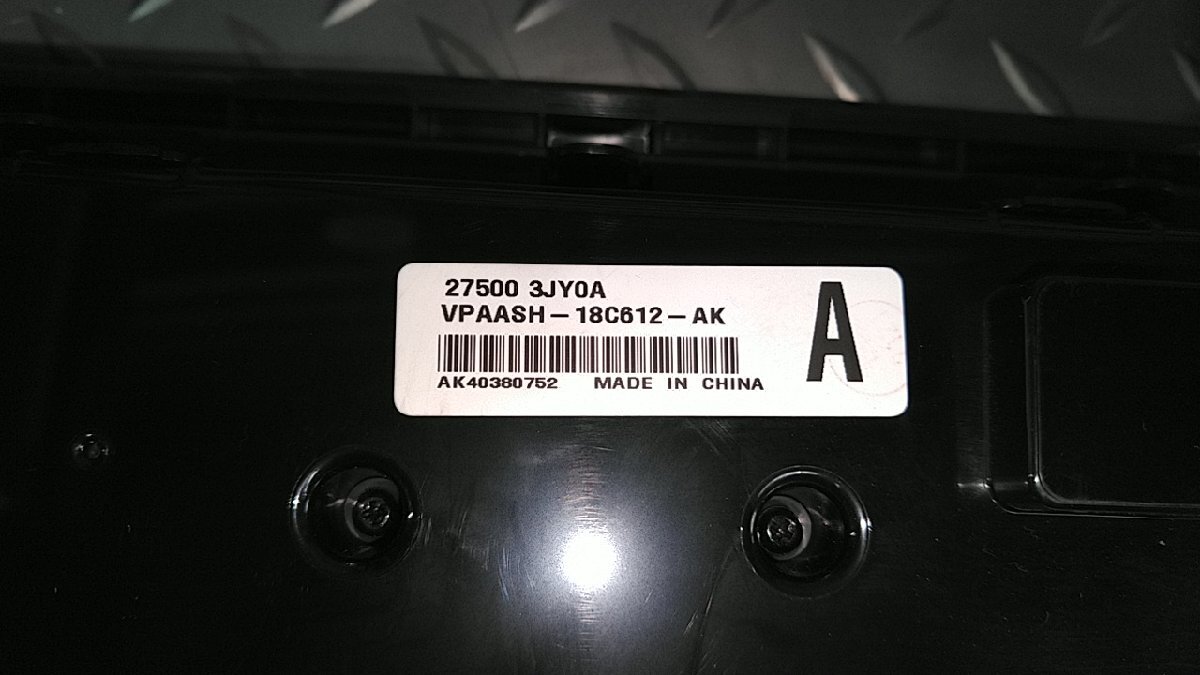 27500 3JY0A
VPAASH-18C612-AK
A
AK40380752 MADE IN CHINA